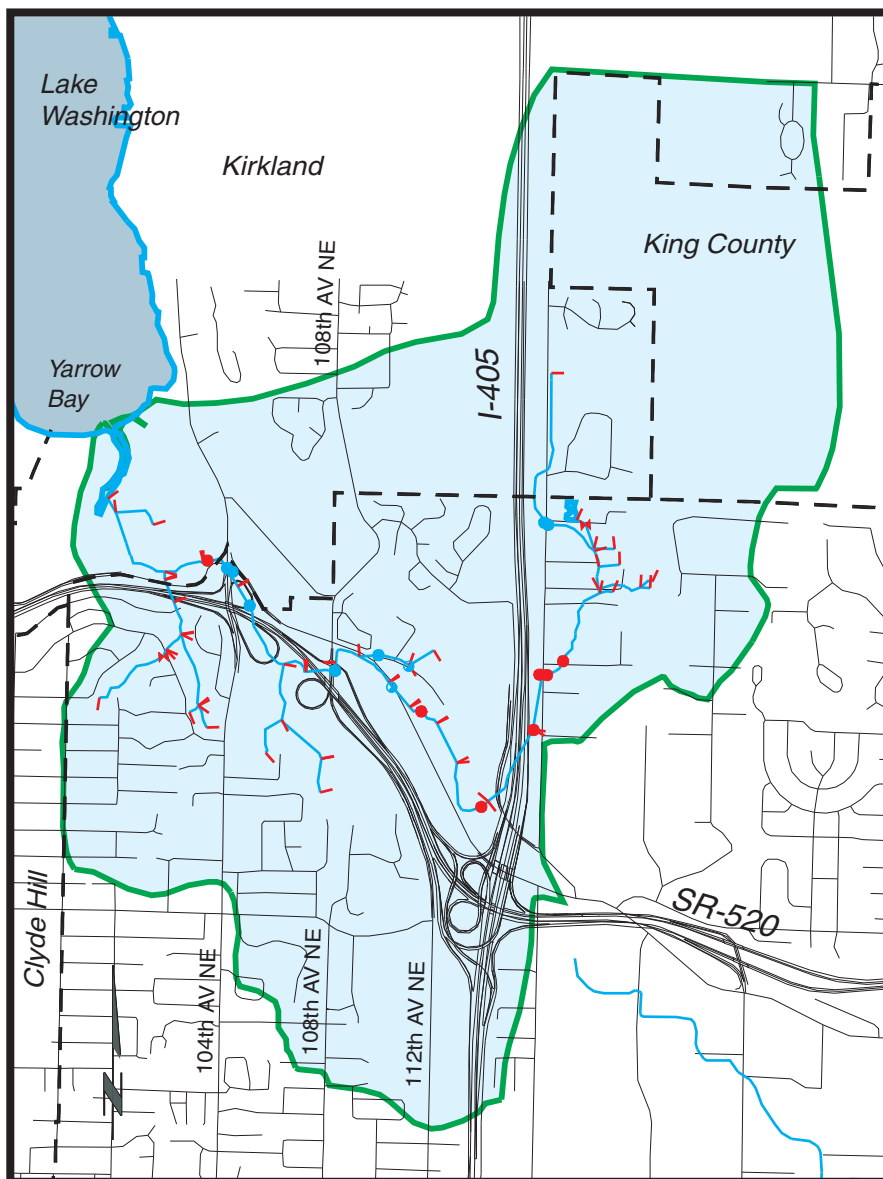 Lake
Washington
Kirkland
King County
108th AV NE
Yarrow
Bay
I-405
SR-520
Clyde Hill
104th AV NE
108th AV NE
112th AV NE
N